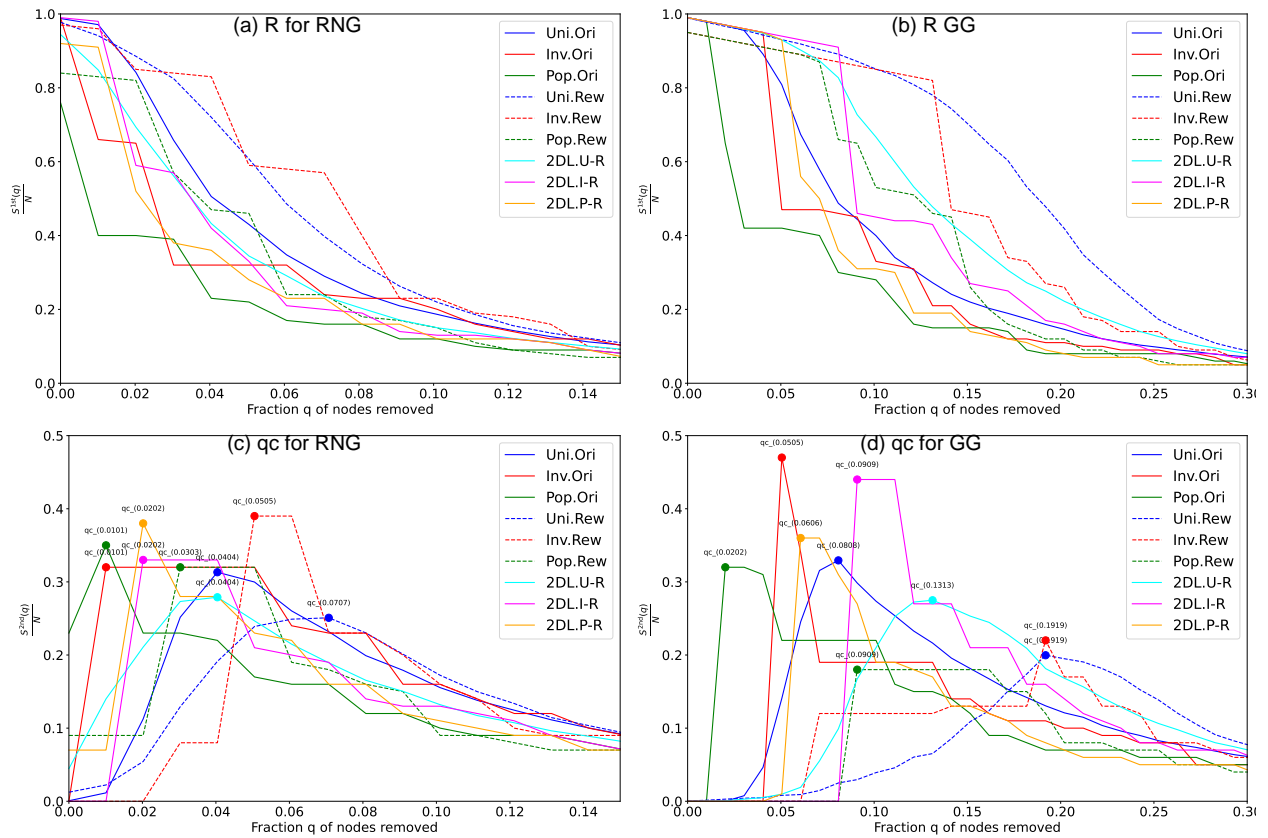 (a) R for RNG
1.0
0.8
0.6
0.4
0.2
0.0
S^{1st}(q)
N
0.00 0.02 0.04 0.06 0.08 0.10 0.12 0.14
Fraction q of nodes removed
Uni.Ori
Inv.Ori
Pop.Ori
Uni.Rew
Inv.Rew
Pop.Rew
2DL.U-R
2DL.I-R
2DL.P-R
(b) R GG
1.0
0.8
0.6
0.4
0.2
0.0
S^{1st}(q)
N
0.00 0.05 0.10 0.15 0.20 0.25 0.30
Fraction q of nodes removed
Uni.Ori
Inv.Ori
Pop.Ori
Uni.Rew
Inv.Rew
Pop.Rew
2DL.U-R
2DL.I-R
2DL.P-R
(c) qc for RNG
0.5
0.4
0.3
0.2
0.1
0.0
S^{2nd}(q)
N
qc_(0.0505)
qc_(0.0202)
qc_(0.0101)
qc_(0.0202)
qc_(0.0101)
qc_(0.0303)
qc_(0.0404)
qc_(0.0404)
qc_(0.0707)
0.00 0.02 0.04 0.06 0.08 0.10 0.12 0.14
Fraction q of nodes removed
Uni.Ori
Inv.Ori
Pop.Ori
Uni.Rew
Inv.Rew
Pop.Rew
2DL.U-R
2DL.I-R
2DL.P-R
(d) qc for GG
0.5
0.4
0.3
0.2
0.1
0.0
S^{2nd}(q)
N
qc_(0.0505)
qc_(0.0909)
qc_(0.0606)
qc_(0.0808)
qc_(0.0202)
qc_(0.1313)
qc_(0.1919)
qc_(0.1919)
qc_(0.0909)
0.00 0.05 0.10 0.15 0.20 0.25 0.30
Fraction q of nodes removed
Uni.Ori
Inv.Ori
Pop.Ori
Uni.Rew
Inv.Rew
Pop.Rew
2DL.U-R
2DL.I-R
2DL.P-R